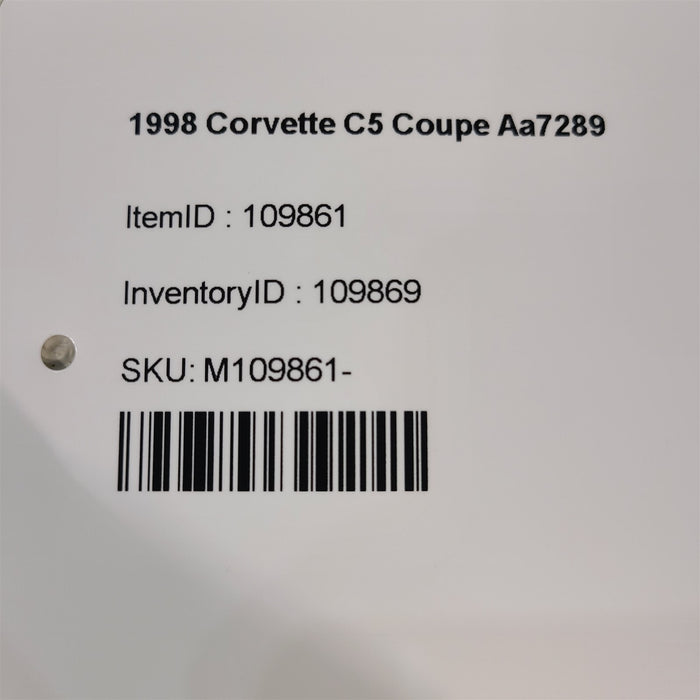 1998 Corvette C5 Coupe Aa7289
ItemID : 109861
InventoryID : 109869
SKU: M109861-